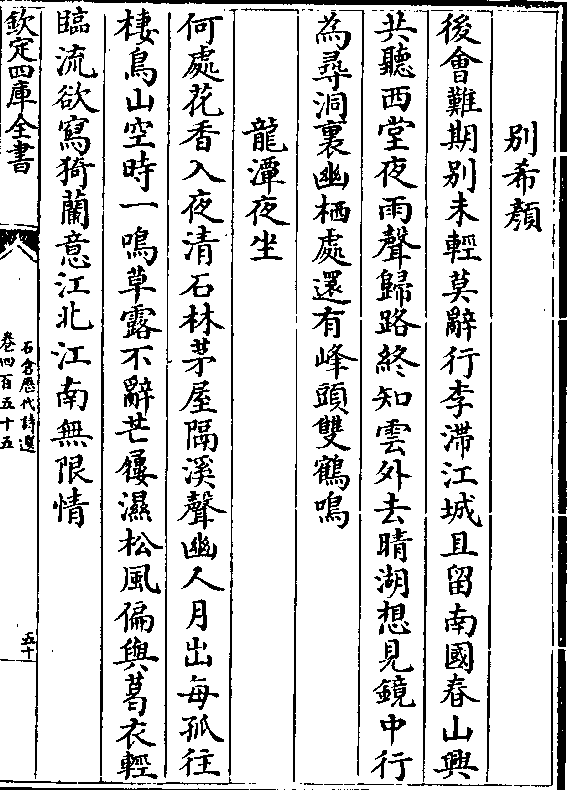 別希顏
後會難期別未輕莫辭行李滯江城且留南國春山興
共聽西堂夜雨聲歸路終知雲外去晴湖想見鏡中行
為尋洞裏幽栖處還有峰頭雙鶴鳴
龍潭夜坐
何處花香入夜清石林茅屋隔溪聲幽人月出每孤往
棲鳥山空時一鳴草露不辭芒屨濕松風偏與葛衣輕
臨流欲寫猗蘭意江北江南無限情
欽定四庫全書
石倉歷代詩選
卷四百五十五
五十